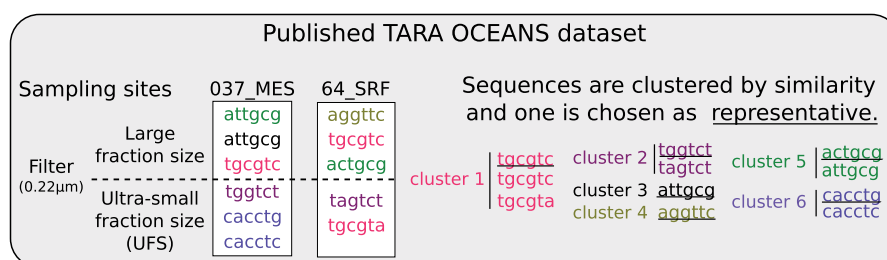 Published TARA OCEANS dataset
Sampling sites
037_MES
64_SRF
Large
fraction size
Filter
(0.22μm)
Ultra-small
fraction size
(UFS)
attgcg
attgcg
tgcgtc
tggtct
cacctg
cacctc
aggttc
tgcgtc
actgcg
tagtct
tgcgta
Sequences are clustered by similarity
and one is chosen as representative.
cluster 1
tgcgtc
tgcgtc
tgcgta
cluster 2
tggtct
tagtct
cluster 3 attgcg
cluster 4 aggttc
cluster 5
actgcg
attgcg
cluster 6
cacctg
cacctc